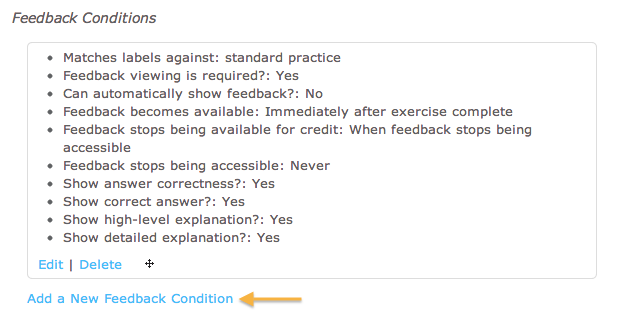 Feedback Conditions
Matches labels against: standard practice
Feedback viewing is required?: Yes
Can automatically show feedback?: No
Feedback becomes available: Immediately after exercise complete
Feedback stops being available for credit: When feedback stops being
accessible
Feedback stops being accessible: Never
Show answer correctness?: Yes
Show correct answer?: Yes
Show high-level explanation?: Yes
Show detailed explanation?: Yes
Edit | Delete
Add a New Feedback Condition